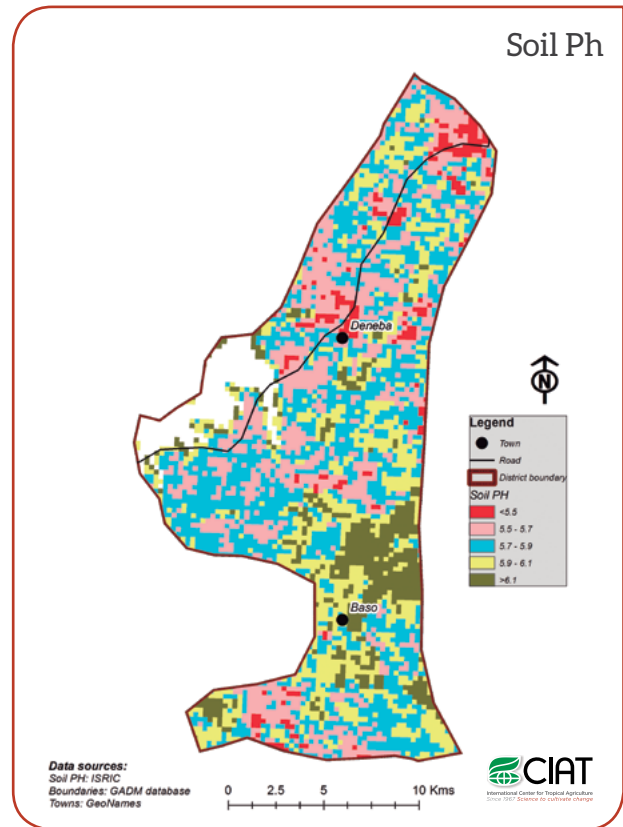 Soil Ph
Deneba
N
Legend
Town
Road
District boundary
Soil PH
<5.5
5.5 - 5.7
5.7 - 5.9
5.9 - 6.1
>6.1
Baso
Data sources:
Soil PH: ISRIC
Boundaries: GADM database
Towns: GeoNames
0 2.5 5 10 Kms
CIAT
International Center for Tropical Agriculture
Since 1967 Science to cultivate change